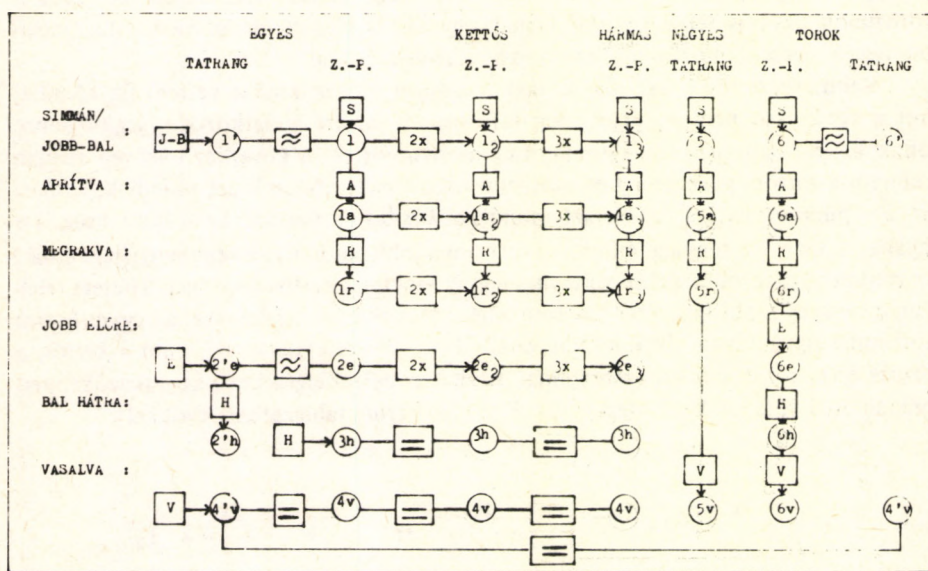 EGYES KETTŐS HÁRMAS NÉGYES TOROK
TATRANG Z.-P. Z.-P. Z.-P. TATRANG Z.-P. TATRANG
S S S S S
SIMMÁN/
JOBB-BAL J-B 1' ≈ 1 2x 1₂ 3x 1₃ 5 6 ≈ 6'
APRÍTVA : A A A A A
1a 2x 1a₂ 3x 1a₃ 5a 6a
MEGRAKVA R R R R R
1r 2x 1r₂ 3x 1r₃ 5r 6r
JOBB ELŐRE: E
E 2'e ≈ 2e 2x 2e₂ 3x 2e₃ 6e
BAL HÁTRA: H H
2'h H 3h = 3h = 3h 6h
VASALVA : V V
V 4'v = 4v = 4v = 4v 5v 6v 4'v
=